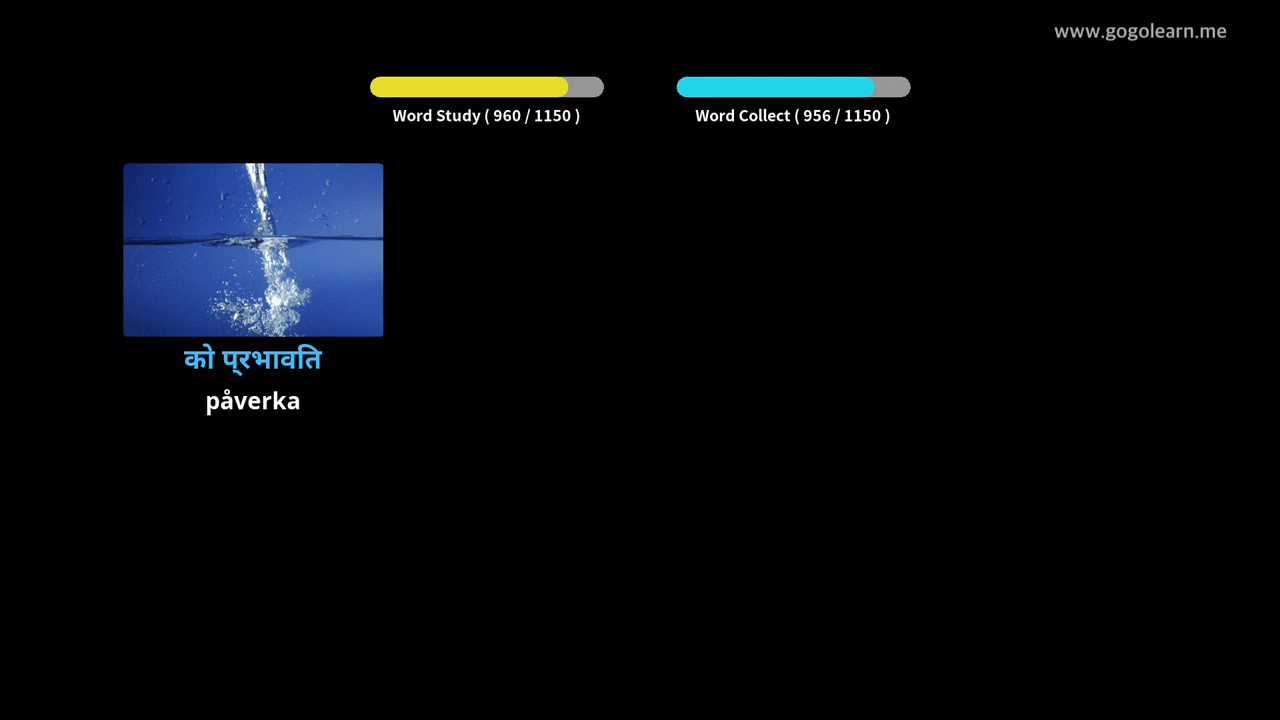 www.gogolearn.me
Word Study ( 960 / 1150 )
Word Collect ( 956 / 1150 )
को प्रभावति
påverka